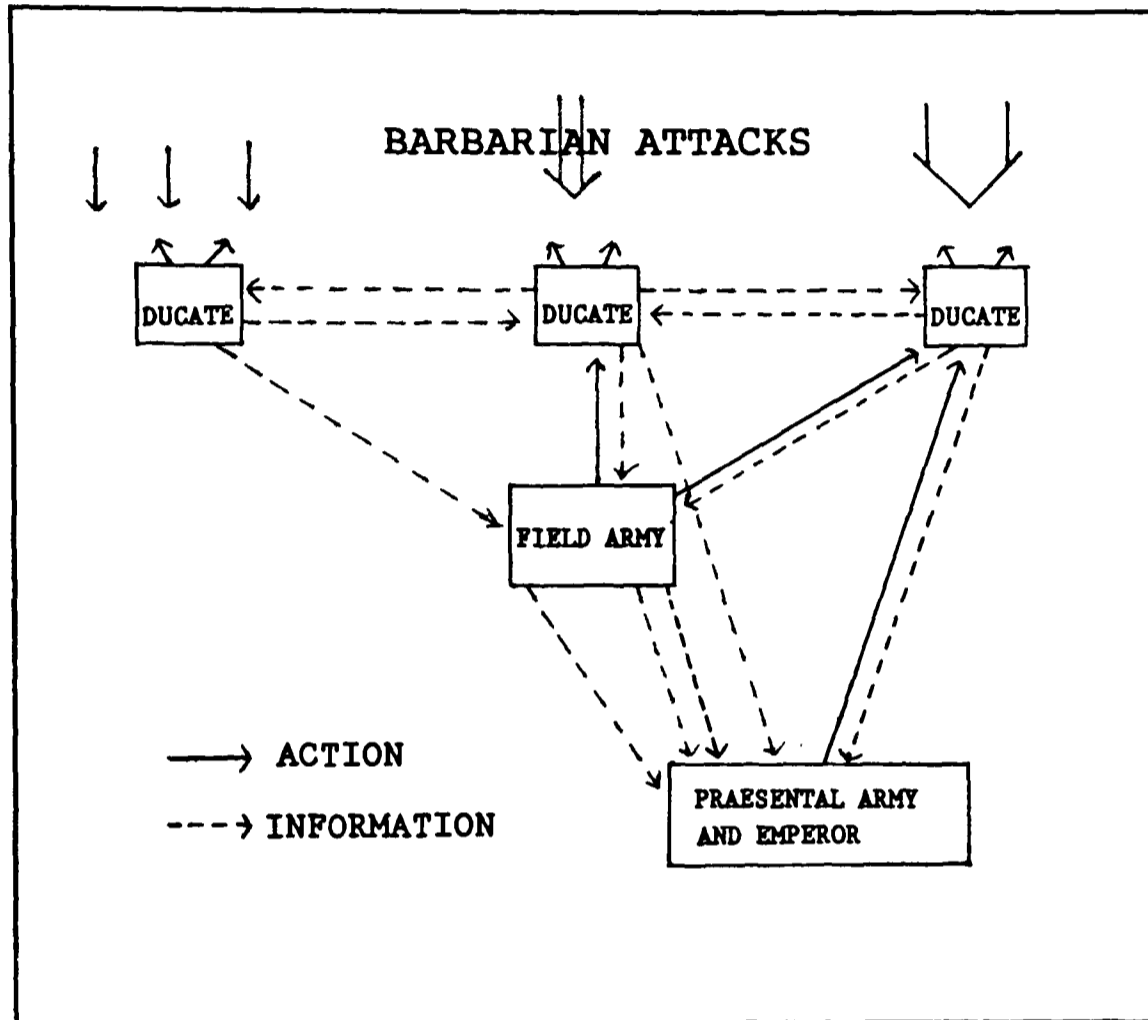 BARBARIAN ATTACKS
DUCATE
DUCATE
DUCATE
FIELD ARMY
ACTION
INFORMATION
PRAESENTAL ARMY
AND EMPEROR